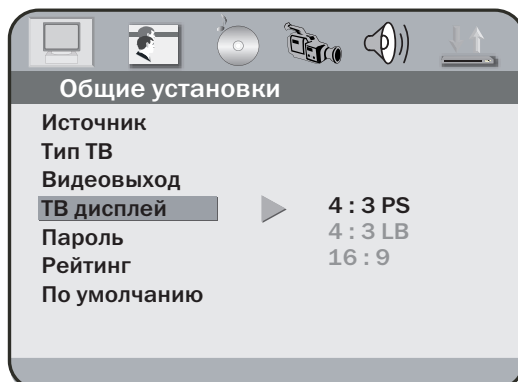 Общие установки
Источник
Тип ТВ
Видеовыход
ТВ дисплей
4 : 3 PS
4 : 3 LB
16 : 9
Пароль
Рейтинг
По умолчанию